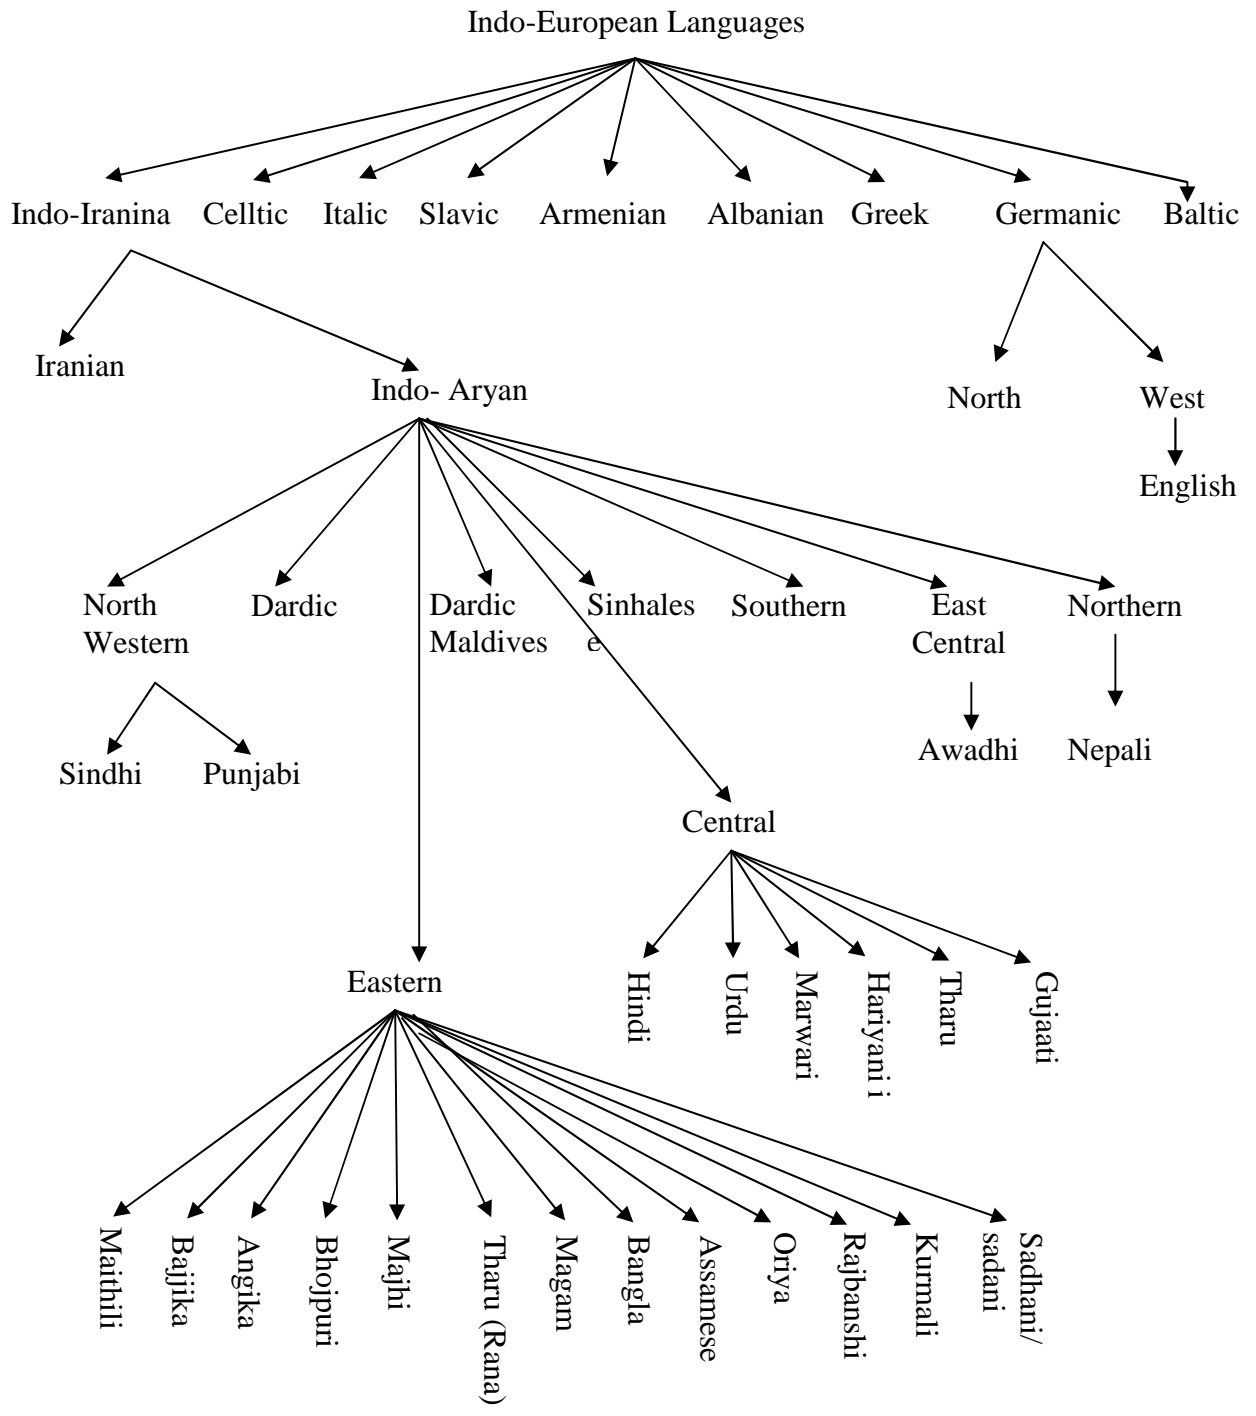 Indo-European Languages
Indo-Iranina Celltic Italic Slavic Armenian Albanian Greek Germanic Baltic
Iranian
Indo- Aryan
North West
English
North
Western
Dardic
Dardic
Maldives
Sinhales
e
Southern
East
Central
Northern
Sindhi Punjabi
Awadhi Nepali
Central
Eastern
Hindi
Urdu
Marwari
Hariyani i
Tharu
Gujaati
Maithili
Bajjika
Angika
Bhojpuri
Majhi
Tharu (Rana)
Magam
Bangla
Assamese
Oriya
Rajbanshi
Kurmali
Sadhani/
sadani